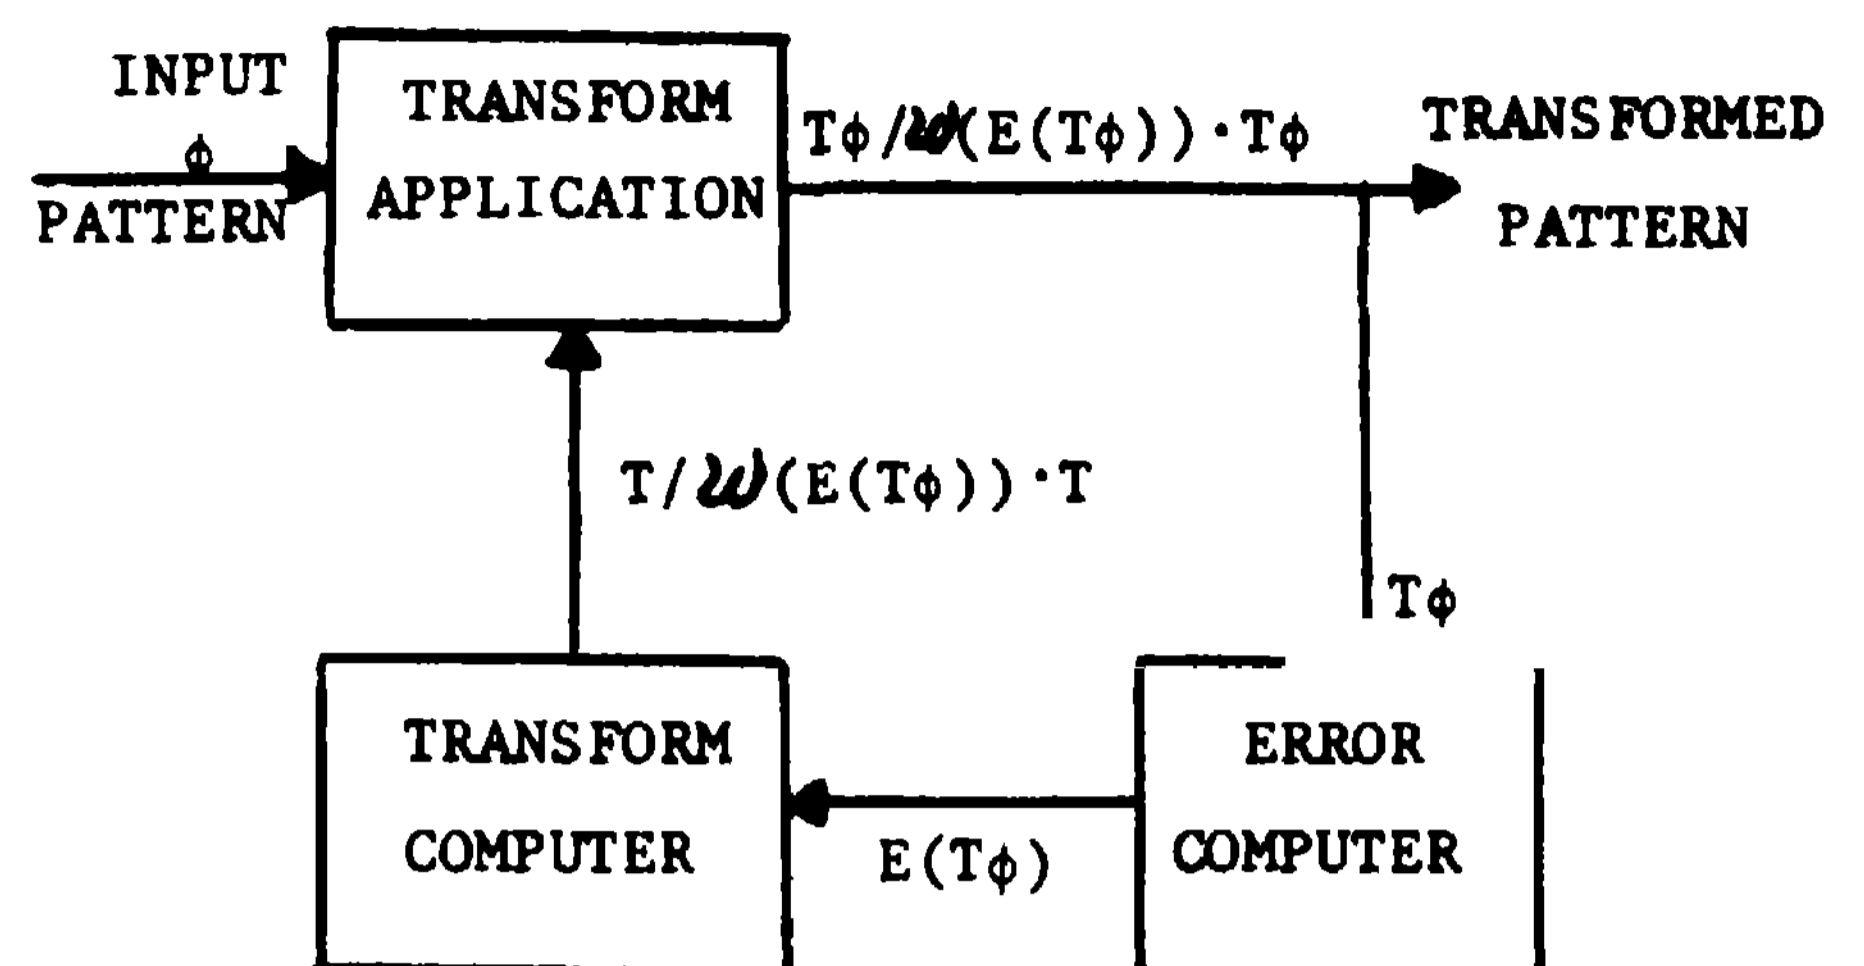 INPUT
ϕ
PATTERN
TRANSFORM
APPLICATION
Tϕ/𝓌(E(Tϕ))·Tϕ
TRANSFORMED
PATTERN
T/𝓌(E(Tϕ))·T
Tϕ
TRANSFORM
COMPUTER
E(Tϕ)
ERROR
COMPUTER